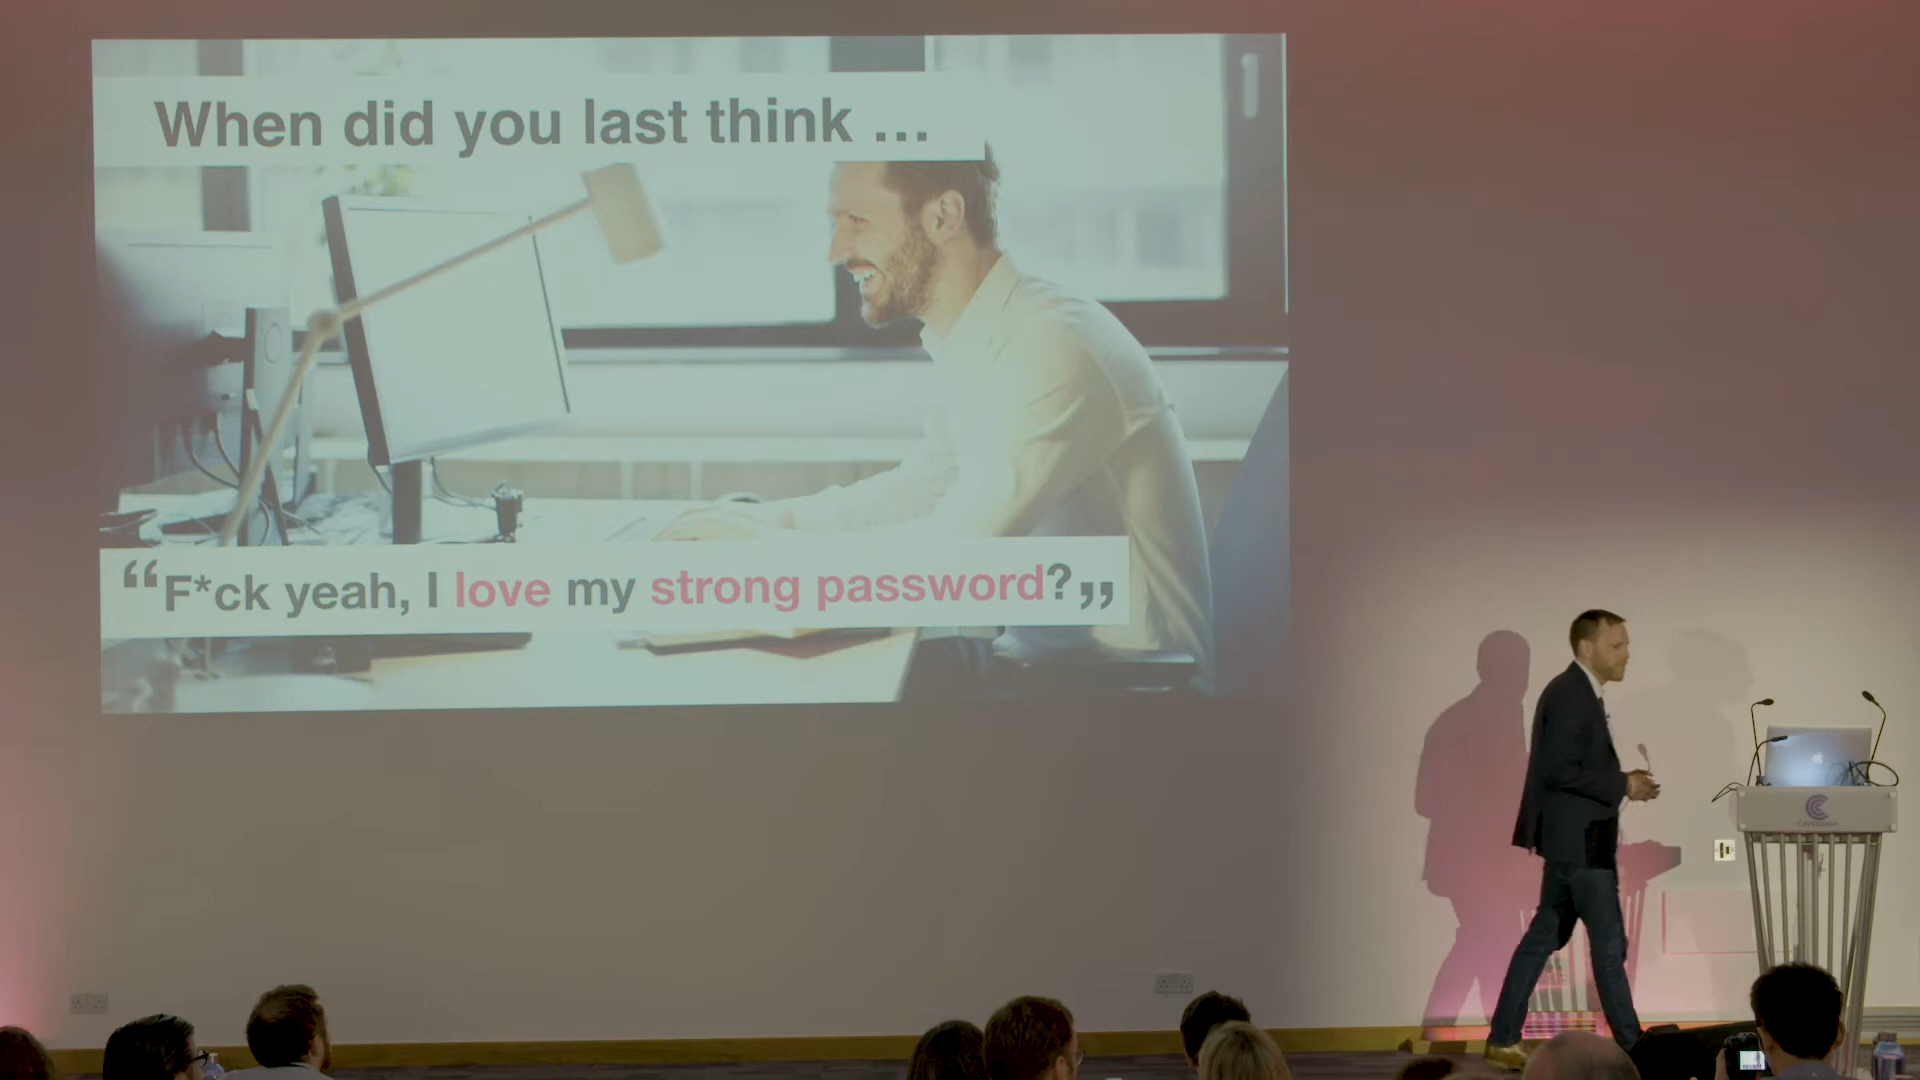 When did you last think ...
“F*ck yeah, I love my strong password?”